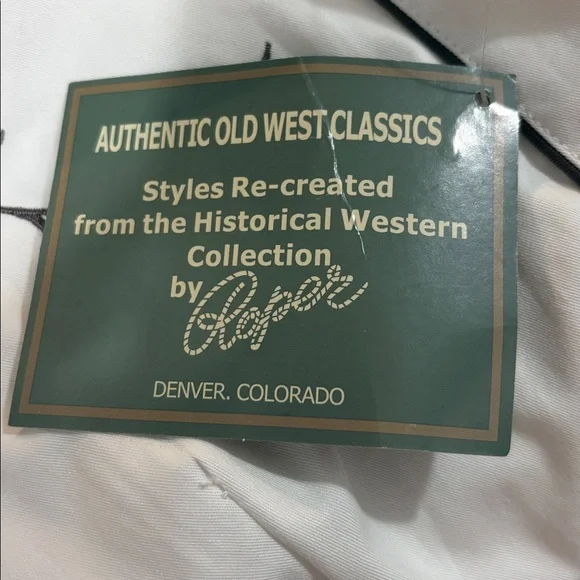 AUTHENTIC OLD WEST CLASSICS
Styles Re-created
from the Historical Western
Collection
by Roper
DENVER. COLORADO